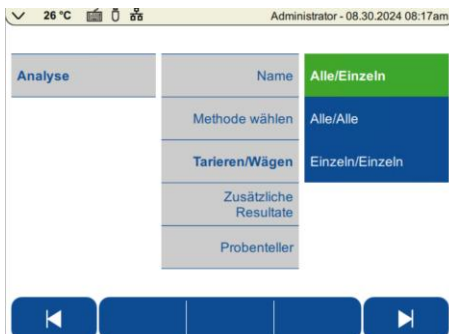 26 °C
Administrator - 08.30.2024 08:17am
Analyse
Name
Alle/Einzeln
Methode wählen
Alle/Alle
Tarieren/Wägen
Einzeln/Einzeln
Zusätzliche
Resultate
Probenteller